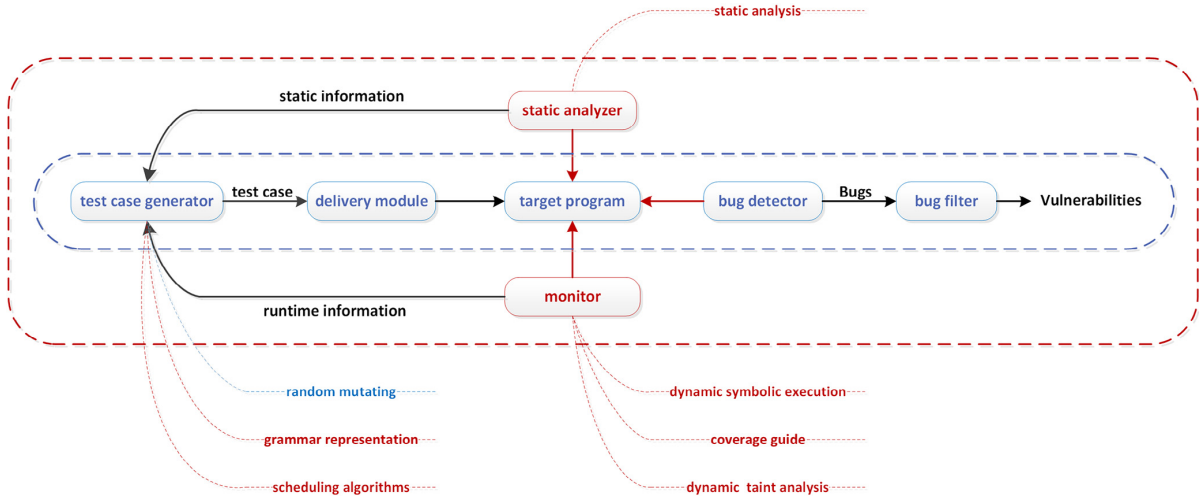 static analysis
static information
static analyzer
test case generator
test case
delivery module
target program
bug detector
Bugs
bug filter
Vulnerabilities
monitor
runtime information
random mutating
dynamic symbolic execution
grammar representation
coverage guide
scheduling algorithms
dynamic taint analysis